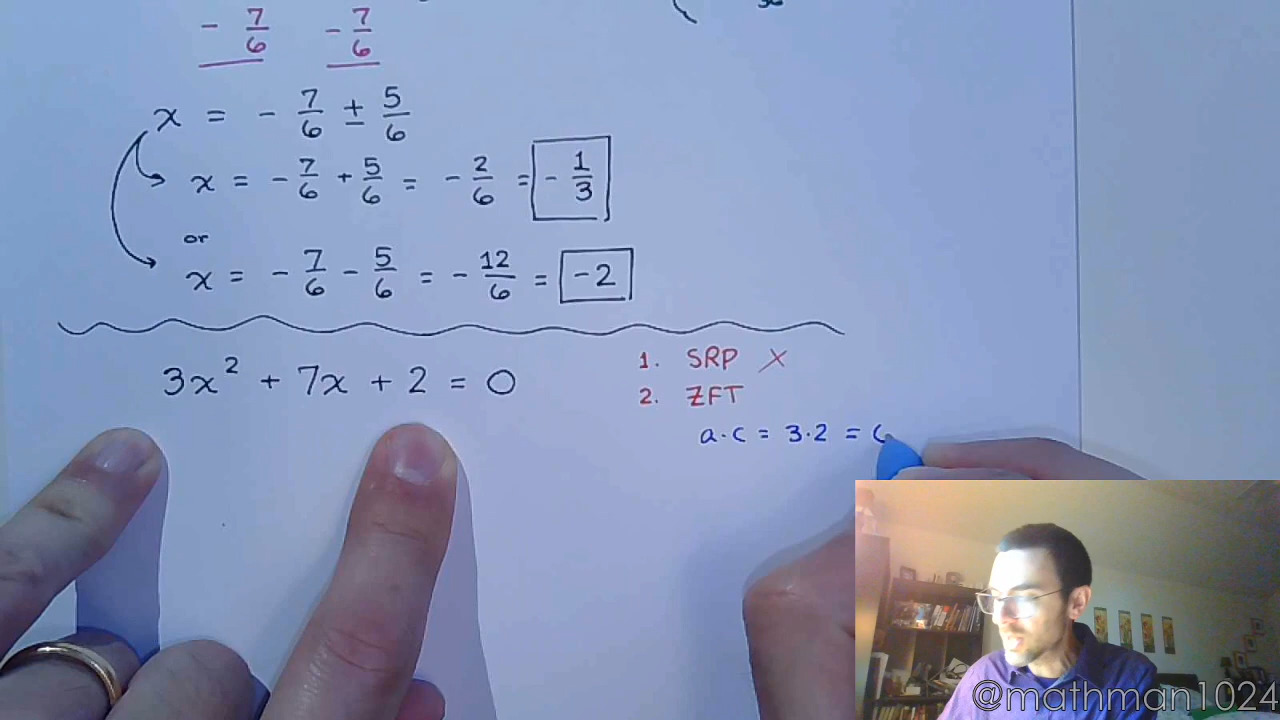 - 7/6 - 7/6
x = - 7/6 ± 5/6
x = - 7/6 + 5/6 = - 2/6 = - 1/3
or
x = - 7/6 - 5/6 = - 12/6 = -2
3x² + 7x + 2 = 0
1. SRP X
2. ZFT
a·c = 3·2 =
@mathman1024